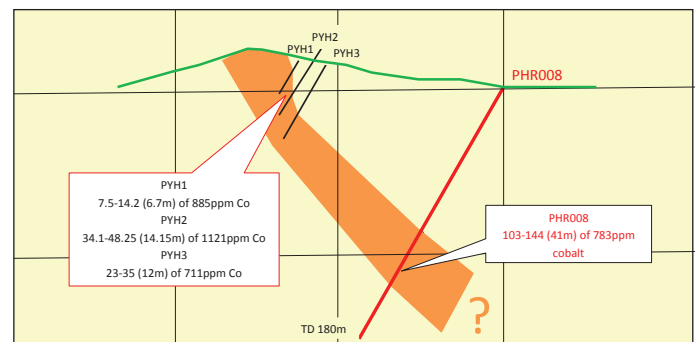 PYH2
PYH1
PYH3
PHR008
PYH1
7.5-14.2 (6.7m) of 885ppm Co
PYH2
34.1-48.25 (14.15m) of 1121ppm Co
PYH3
23-35 (12m) of 711ppm Co
PHR008
103-144 (41m) of 783ppm
cobalt
?
TD 180m